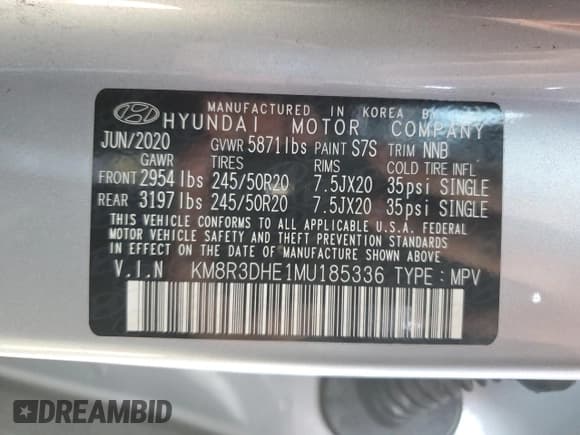 MANUFACTURED IN KOREA BY
HYUNDAI MOTOR COMPANY
JUN/2020 GVWR 5871 lbs PAINT S7S TRIM NNB
GAWR TIRES RIMS COLD TIRE INFL
FRONT 2954 lbs 245/50R20 7.5JX20 35psi SINGLE
REAR 3197 lbs 245/50R20 7.5JX20 35psi SINGLE
THIS VEHICLE CONFORMS TO ALL APPLICABLE U.S.A. FEDERAL
MOTOR VEHICLE SAFETY AND THEFT PREVENTION STANDARDS
IN EFFECT ON THE DATE OF MANUFACTURE SHOWN ABOVE.
V.I.N KM8R3DHE1MU185336 TYPE : MPV
DREAMBID